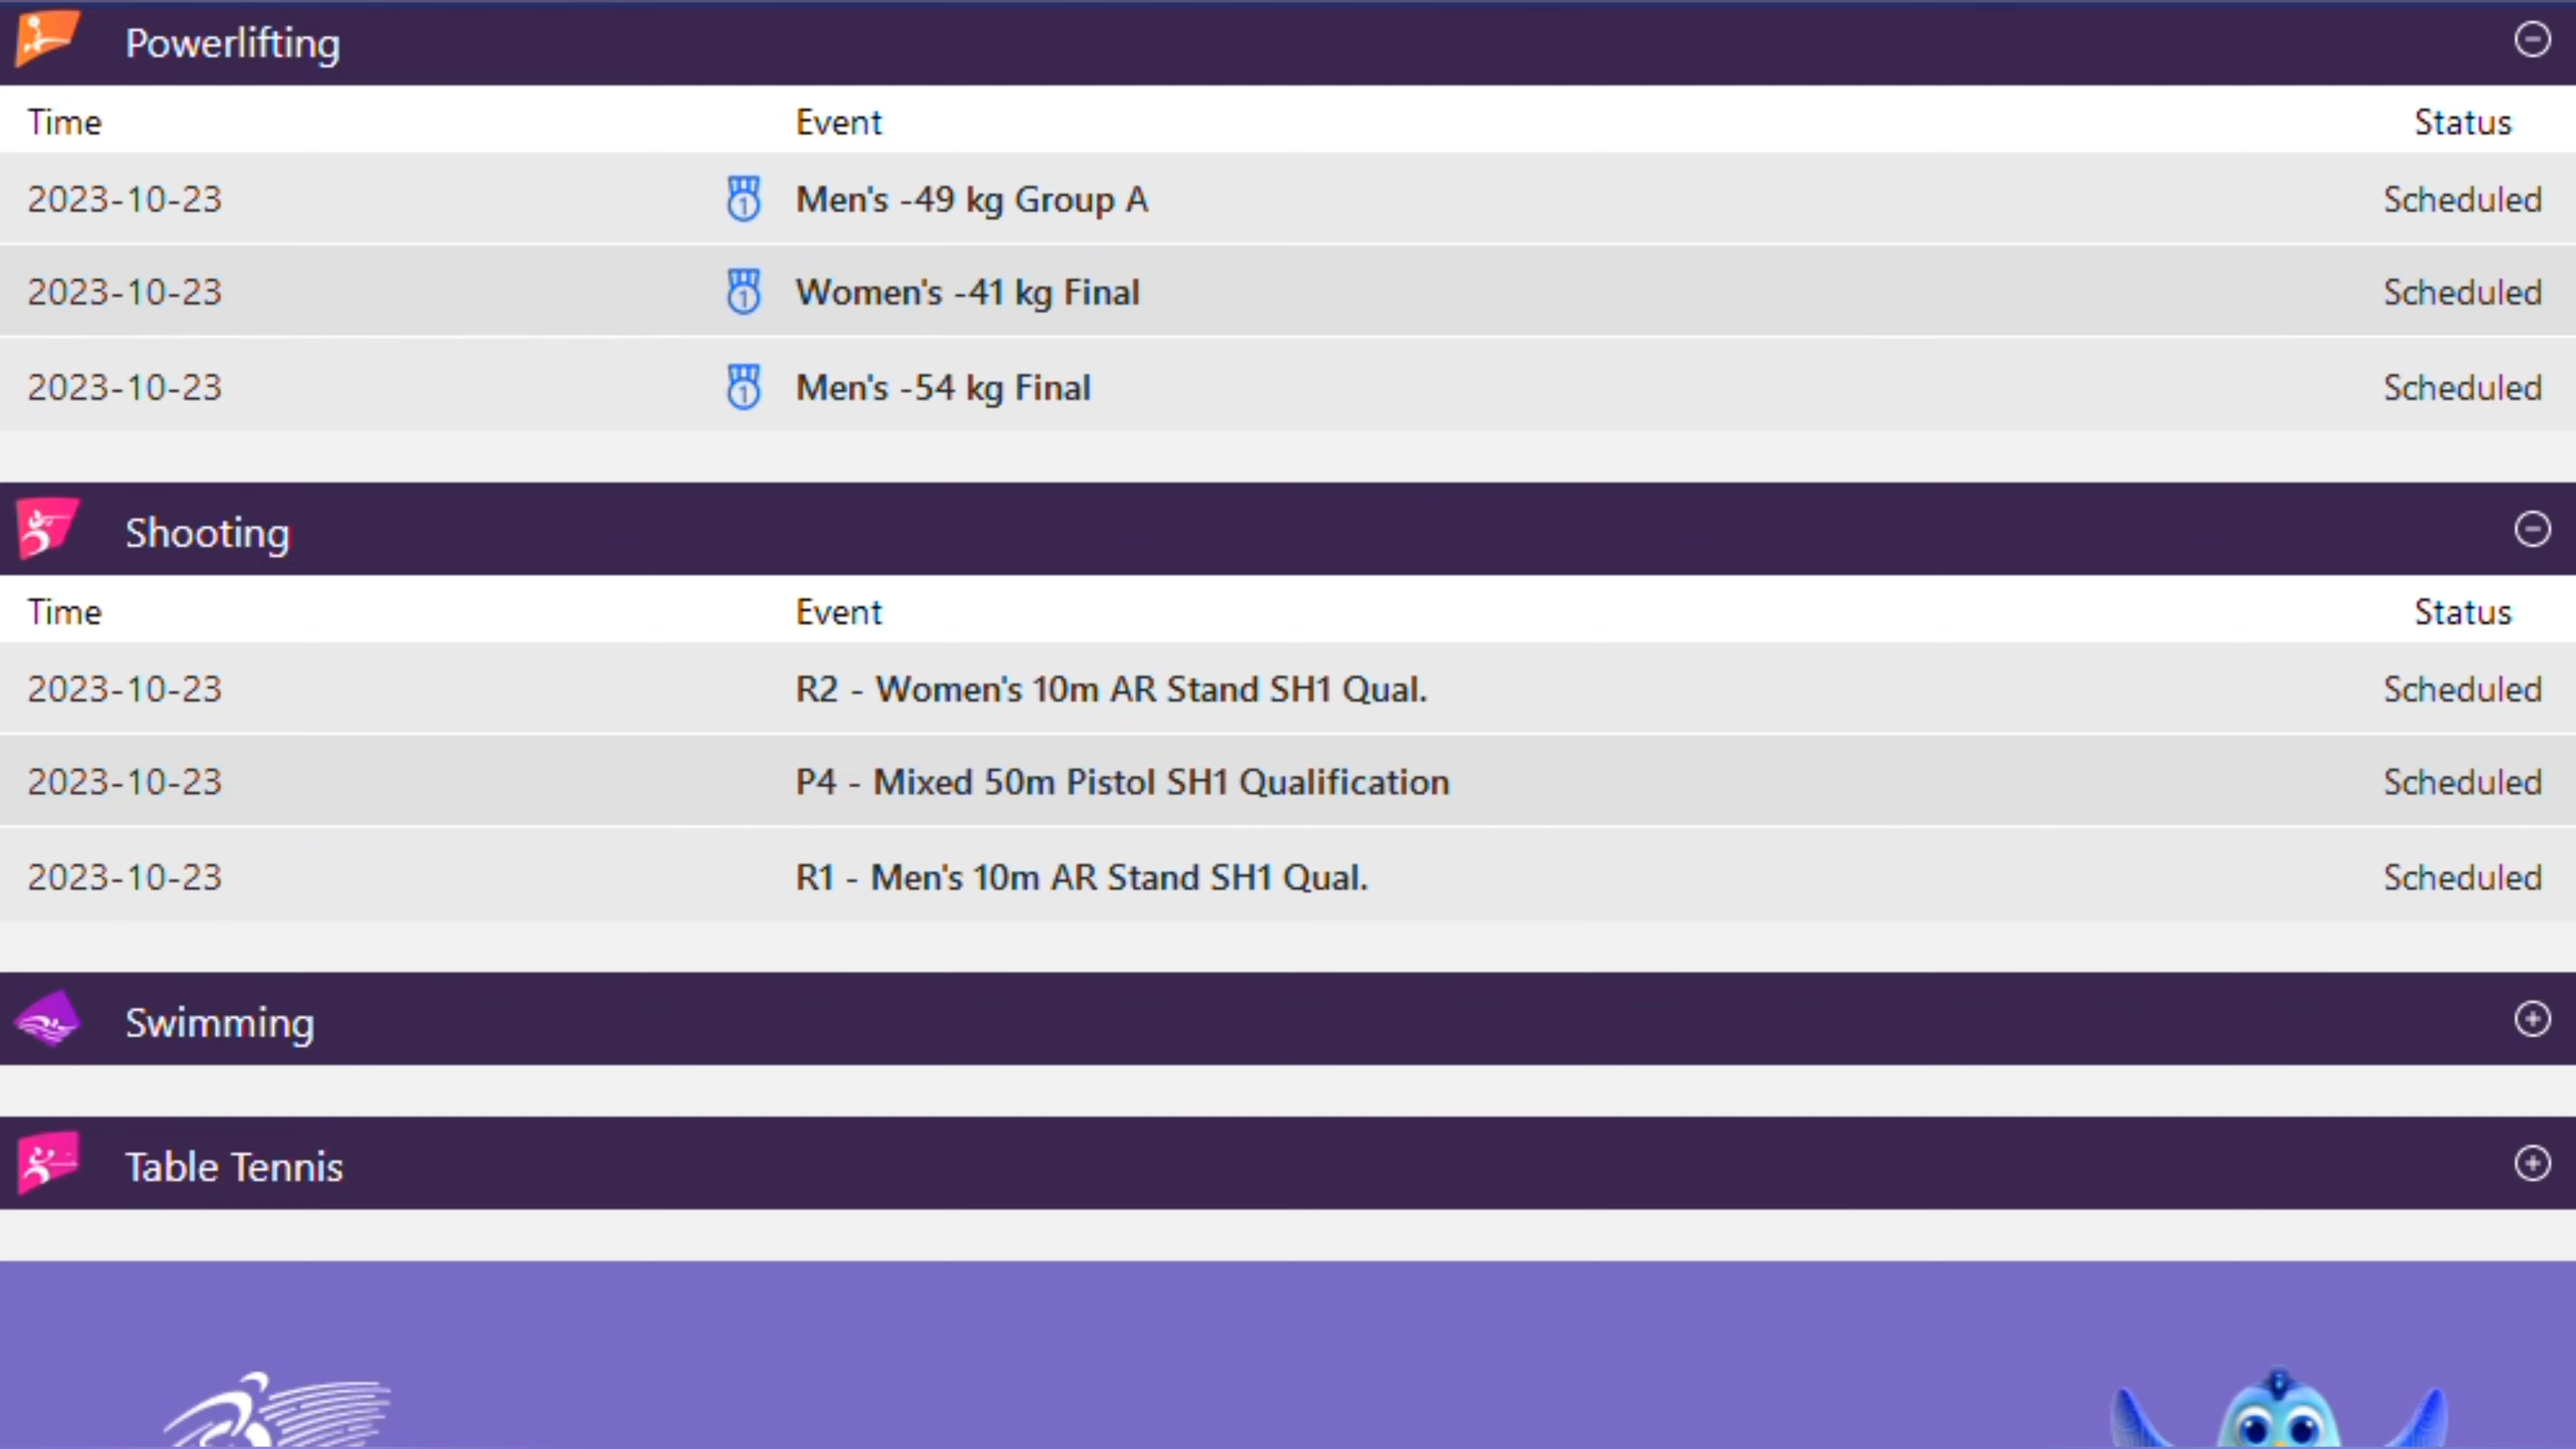 Powerlifting
Time Event Status
2023-10-23 1 Men's -49 kg Group A Scheduled
2023-10-23 1 Women's -41 kg Final Scheduled
2023-10-23 1 Men's -54 kg Final Scheduled
Shooting
Time Event Status
2023-10-23 R2 - Women's 10m AR Stand SH1 Qual. Scheduled
2023-10-23 P4 - Mixed 50m Pistol SH1 Qualification Scheduled
2023-10-23 R1 - Men's 10m AR Stand SH1 Qual. Scheduled
Swimming
Table Tennis